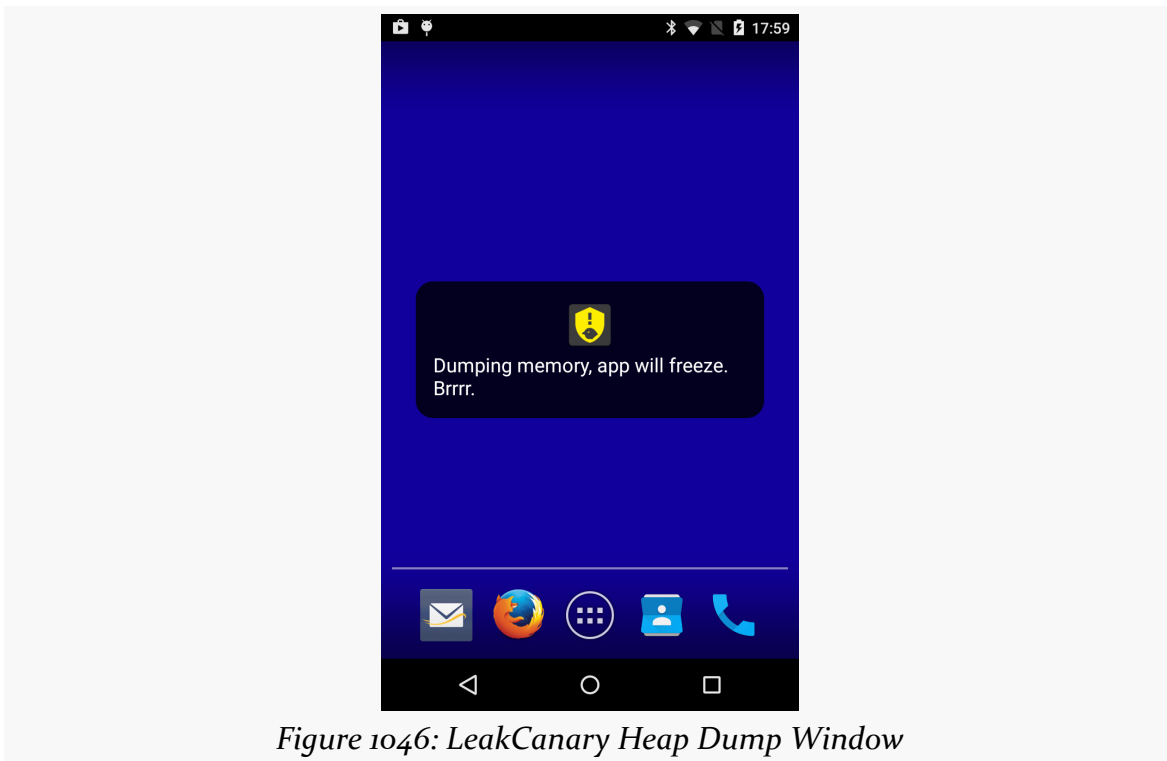 17:59
Dumping memory, app will freeze.
Brrrr.
Figure 1046: LeakCanary Heap Dump Window